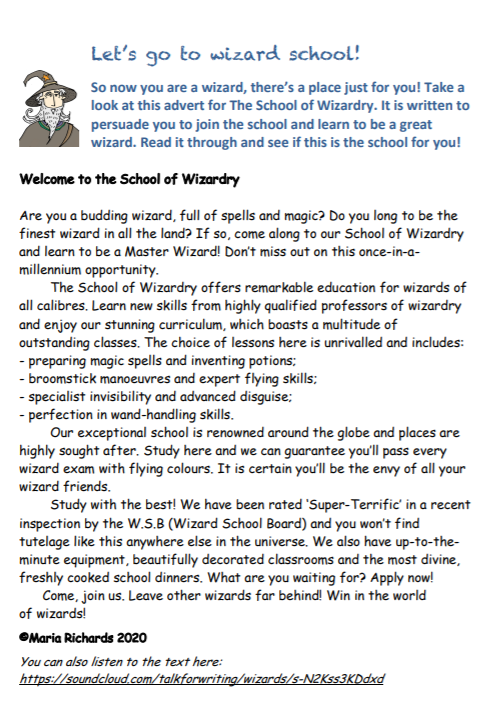 Let's go to wizard school!
So now you are a wizard, there's a place just for you! Take a
look at this advert for The School of Wizardry. It is written to
persuade you to join the school and learn to be a great
wizard. Read it through and see if this is the school for you!
Welcome to the School of Wizardry
Are you a budding wizard, full of spells and magic? Do you long to be the
finest wizard in all the land? If so, come along to our School of Wizardry
and learn to be a Master Wizard! Don't miss out on this once-in-a-
millennium opportunity.
The School of Wizardry offers remarkable education for wizards of
all calibres. Learn new skills from highly qualified professors of wizardry
and enjoy our stunning curriculum, which boasts a multitude of
outstanding classes. The choice of lessons here is unrivalled and includes:
- preparing magic spells and inventing potions;
- broomstick manoeuvres and expert flying skills;
- specialist invisibility and advanced disguise;
- perfection in wand-handling skills.
Our exceptional school is renowned around the globe and places are
highly sought after. Study here and we can guarantee you'll pass every
wizard exam with flying colours. It is certain you'll be the envy of all your
wizard friends.
Study with the best! We have been rated 'Super-Terrific' in a recent
inspection by the W.S.B (Wizard School Board) and you won't find
tutelage like this anywhere else in the universe. We also have up-to-the-
minute equipment, beautifully decorated classrooms and the most divine,
freshly cooked school dinners. What are you waiting for? Apply now!
Come, join us. Leave other wizards far behind! Win in the world
of wizards!
©Maria Richards 2020
You can also listen to the text here:
https://soundcloud.com/talkforwriting/wizards/s-N2Kss3KDdxd